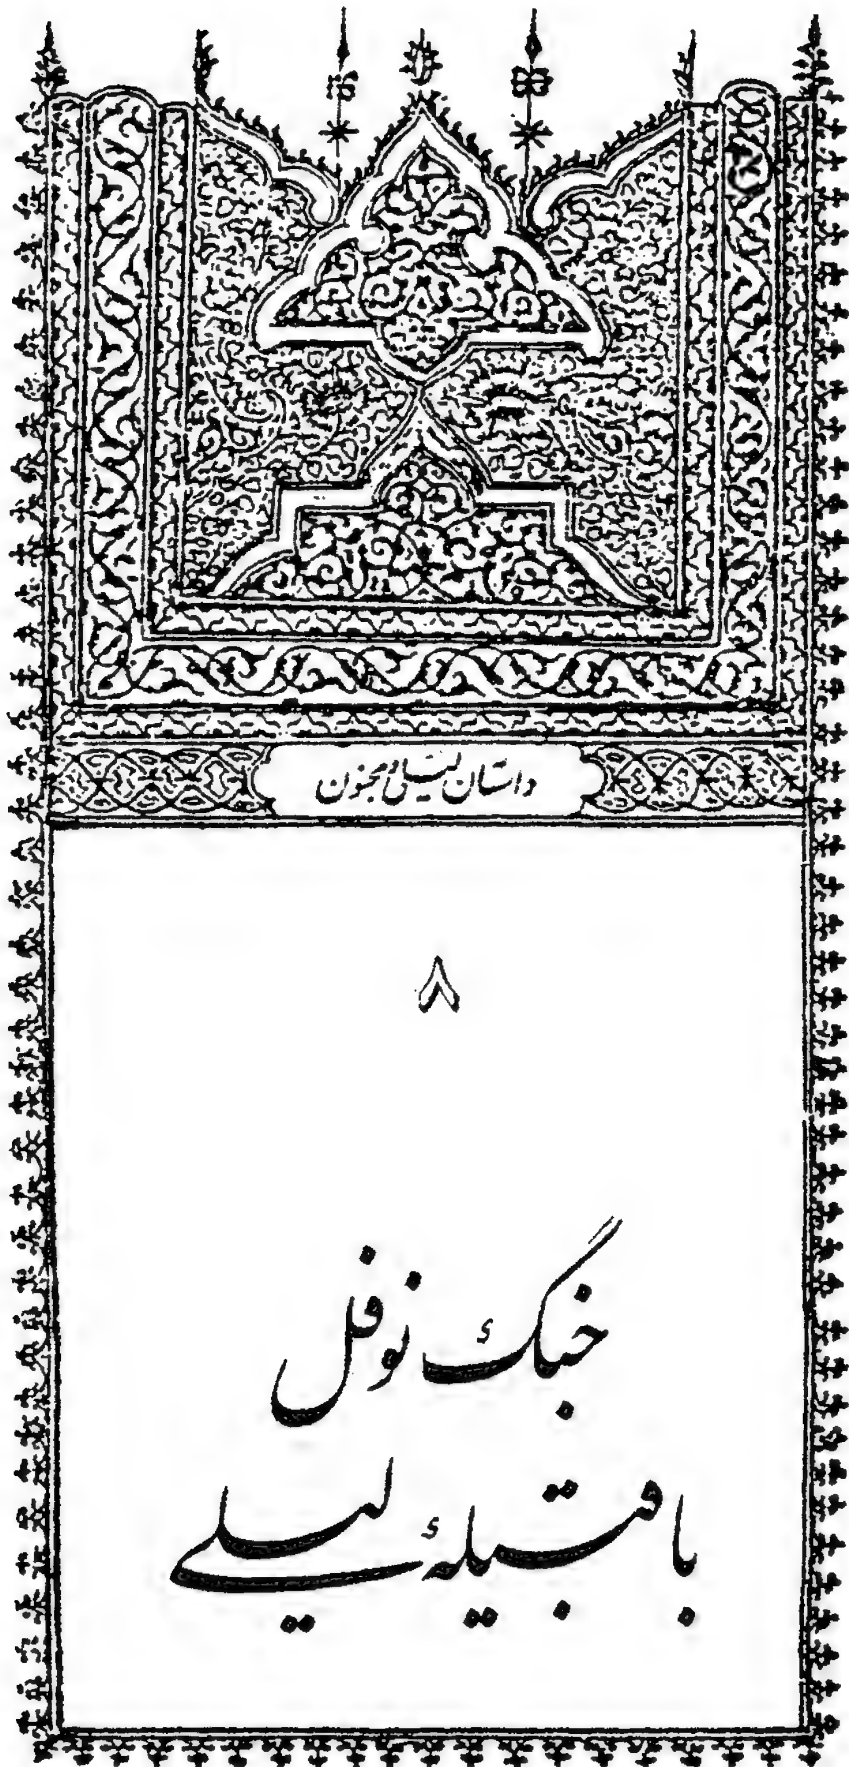 داستان لیلی و مجنون
۸
جنگ نوفل
با قبیلهٔ لیلی